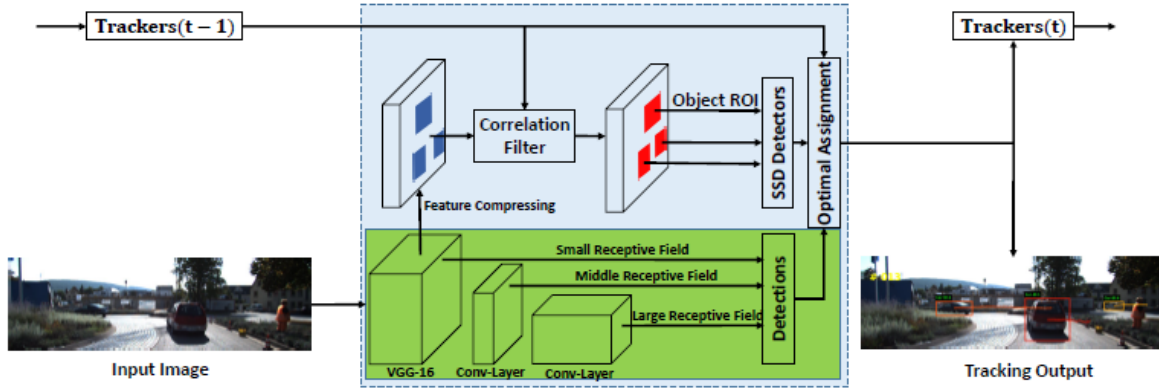 Trackers(t − 1)
Trackers(t)
Object ROI
Correlation
Filter
SSD Detectors
Optimal Assignment
Feature Compressing
Small Receptive Field
Middle Receptive Field
Large Receptive Field
Detections
VGG-16
Conv-Layer
Conv-Layer
Input Image
Tracking Output